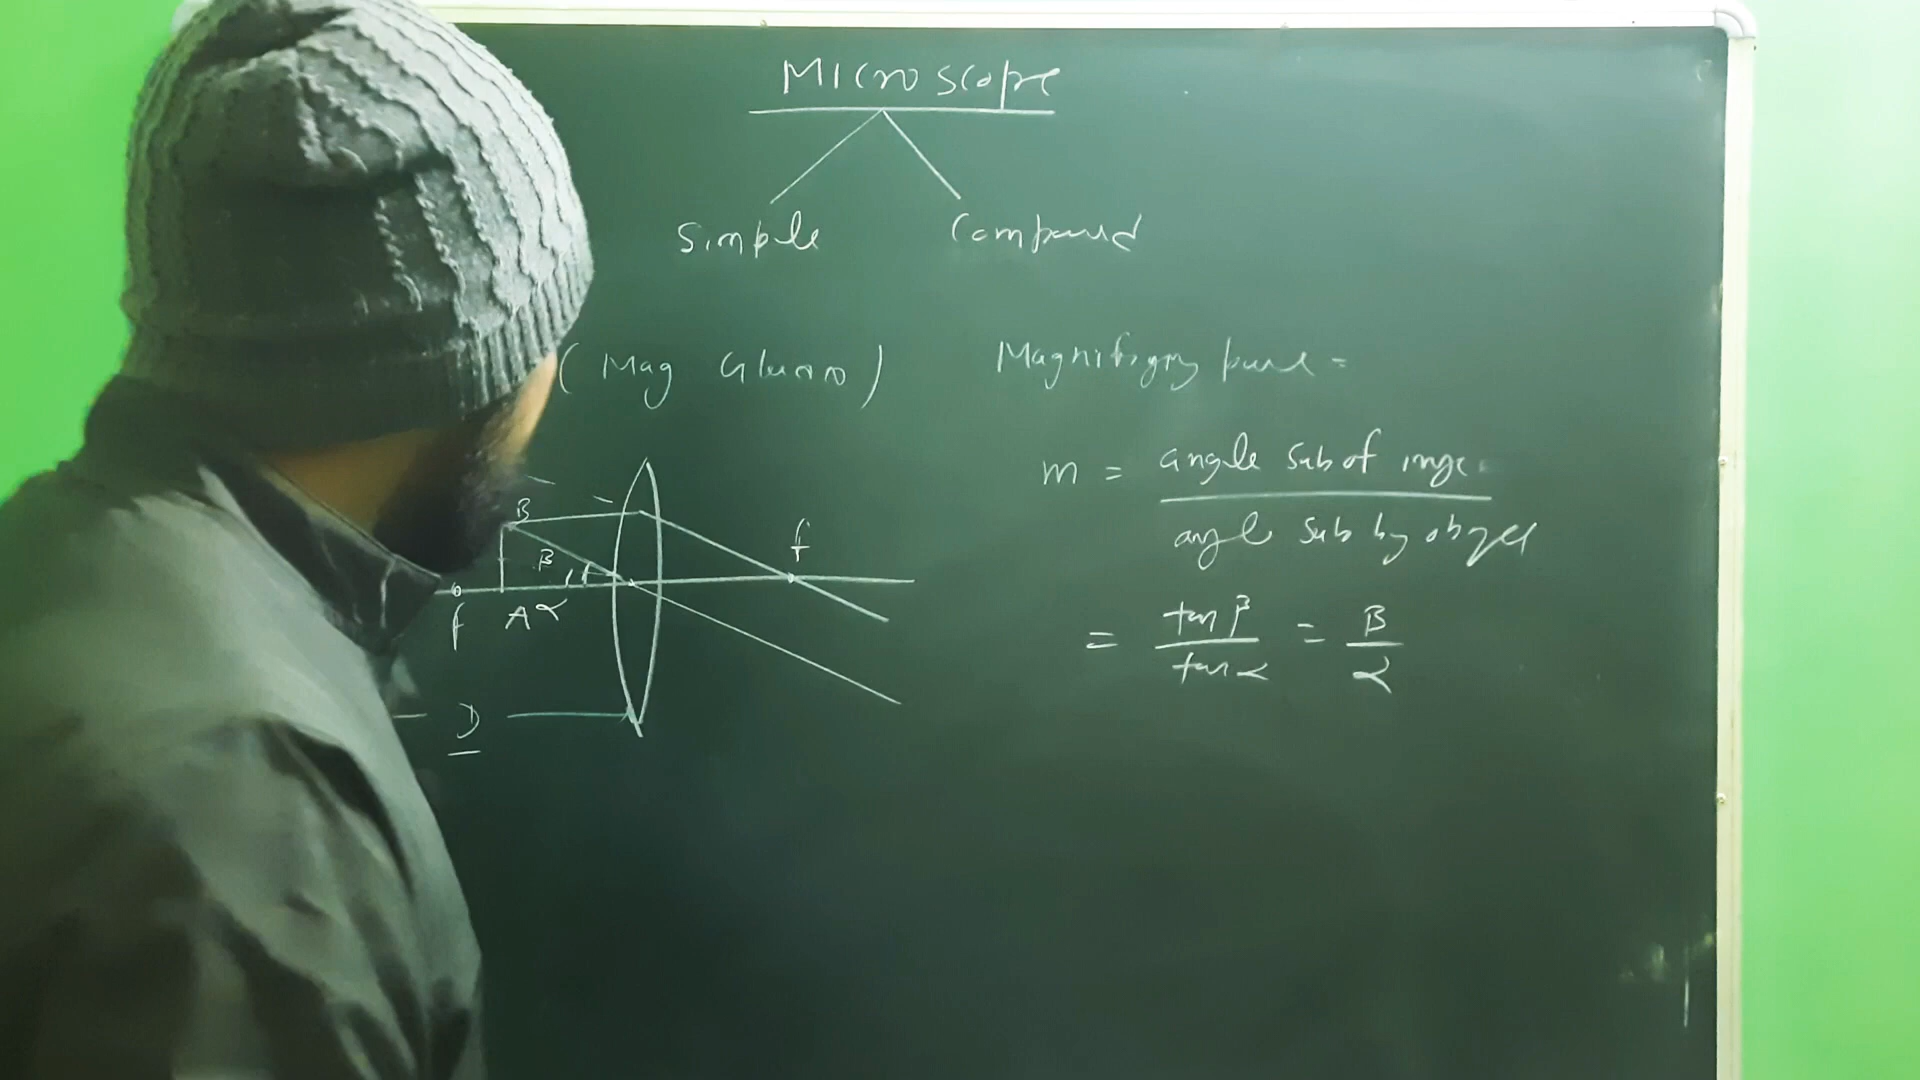 Microscope
Simple Compound
(Mag Glass)
Magnifying power =
m = angle sub of image
angle sub by object
= tan β = β
tan α α
B
β
f
f
A α
D